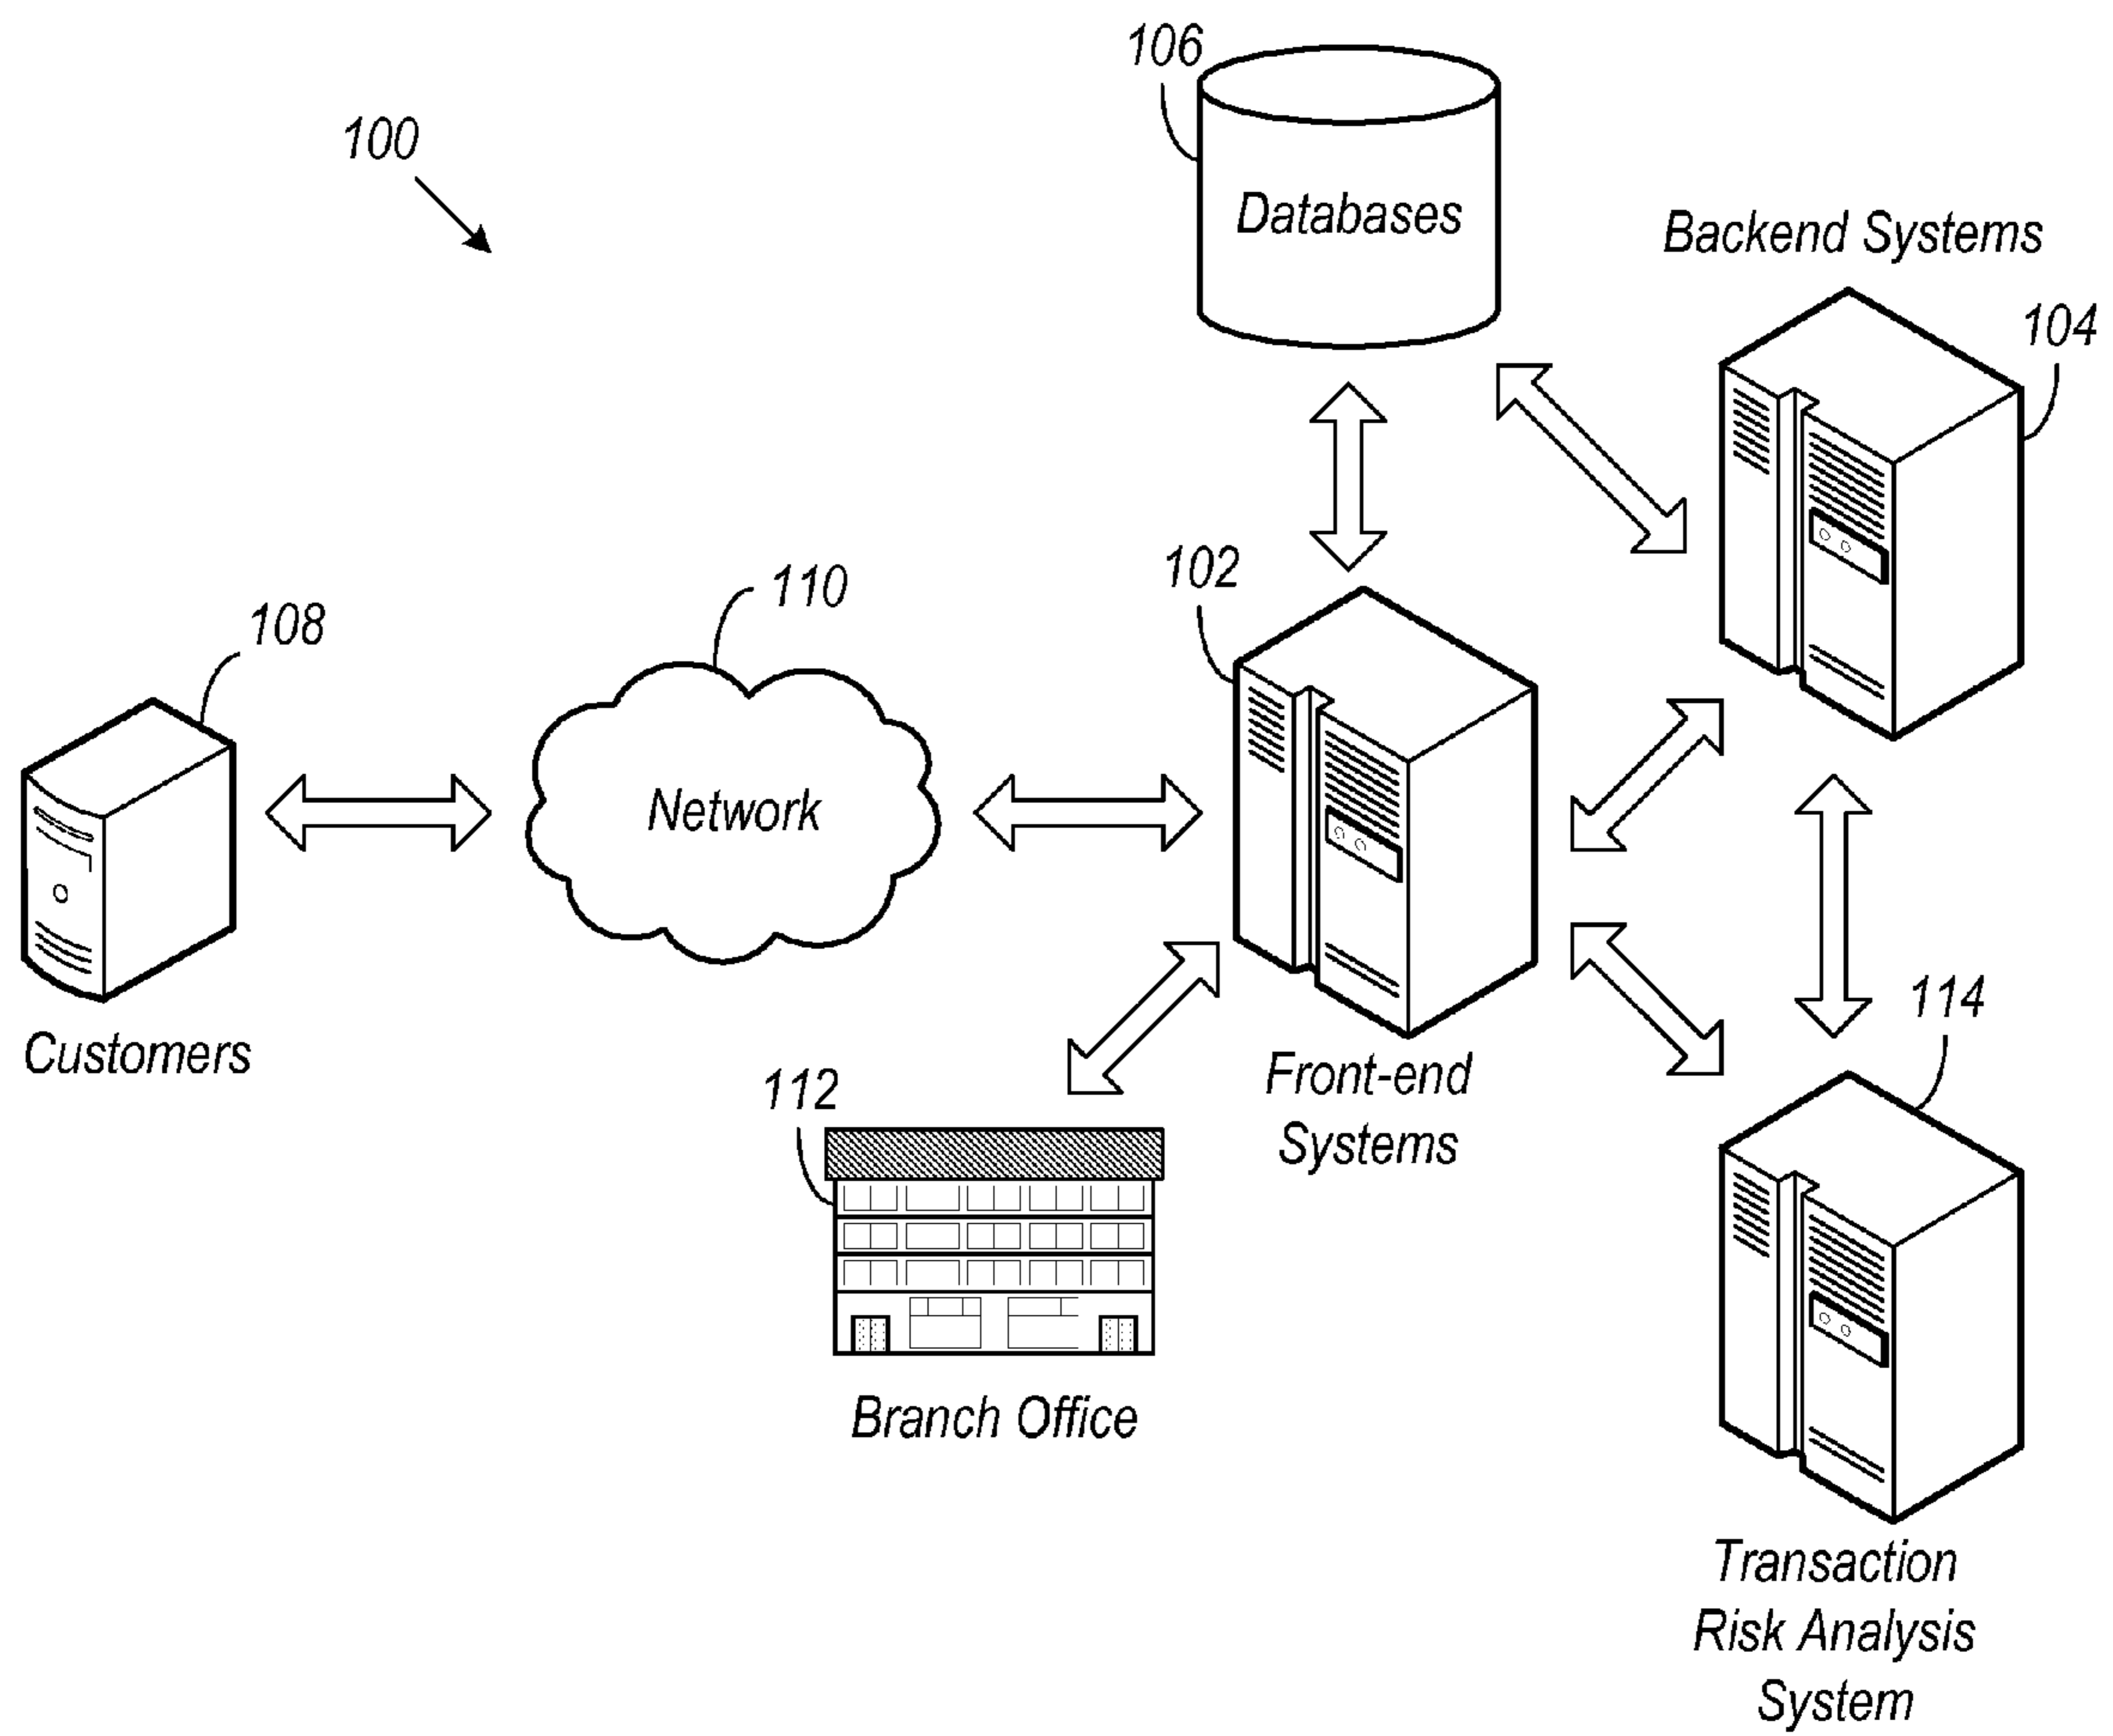 106
100
Databases
Backend Systems
104
102
110
108
Network
Customers
112
Front-end
Systems
114
Branch Office
Transaction
Risk Analysis
System